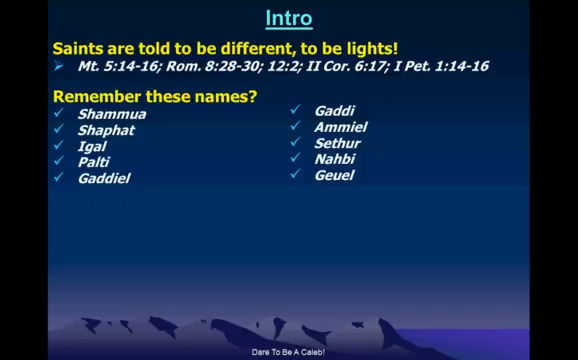 Intro
Saints are told to be different, to be lights!
Mt. 5:14-16; Rom. 8:28-30; 12:2; II Cor. 6:17; I Pet. 1:14-16
Remember these names?
Shammua
Shaphat
Igal
Palti
Gaddiel
Gaddi
Ammiel
Sethur
Nahbi
Geuel
Dare To Be A Caleb!